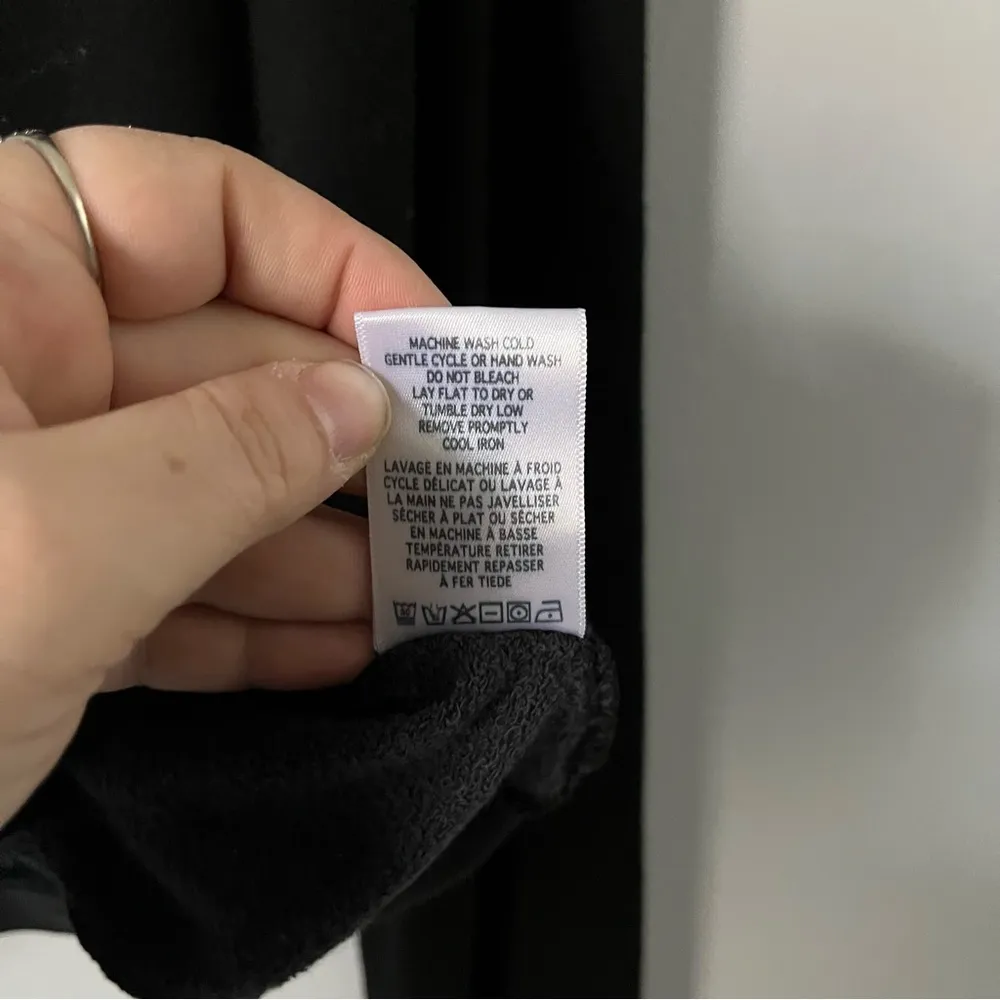 MACHINE WASH COLD
GENTLE CYCLE OR HAND WASH
DO NOT BLEACH
LAY FLAT TO DRY OR
TUMBLE DRY LOW
REMOVE PROMPTLY
COOL IRON
LAVAGE EN MACHINE À FROID
CYCLE DÉLICAT OU LAVAGE À
LA MAIN NE PAS JAVELLISER
SÉCHER À PLAT OU SÉCHER
EN MACHINE À BASSE
TEMPÉRATURE RETIRER
RAPIDEMENT REPASSER
À FER TIEDE